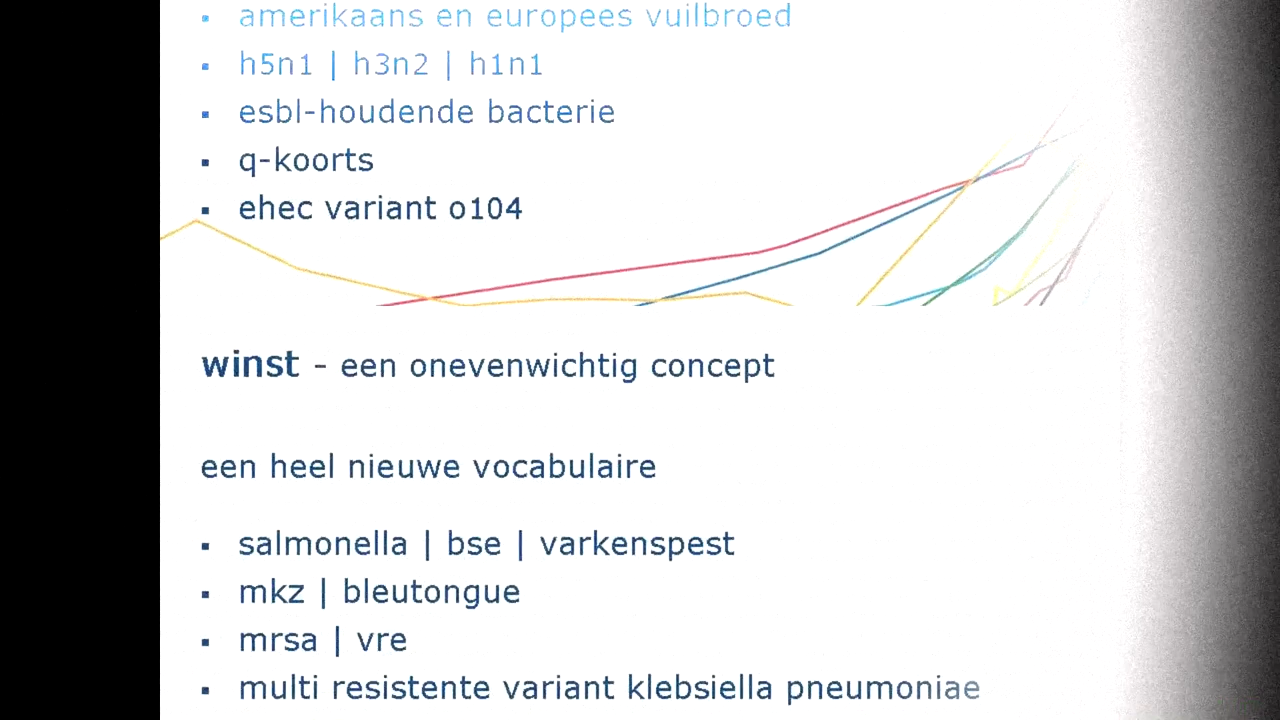 ▪ amerikaans en europees vuilbroed
▪ h5n1 | h3n2 | h1n1
▪ esbl-houdende bacterie
▪ q-koorts
▪ ehec variant o104
winst - een onevenwichtig concept
een heel nieuwe vocabulaire
▪ salmonella | bse | varkenspest
▪ mkz | bleutongue
▪ mrsa | vre
▪ multi resistente variant klebsiella pneumoniae